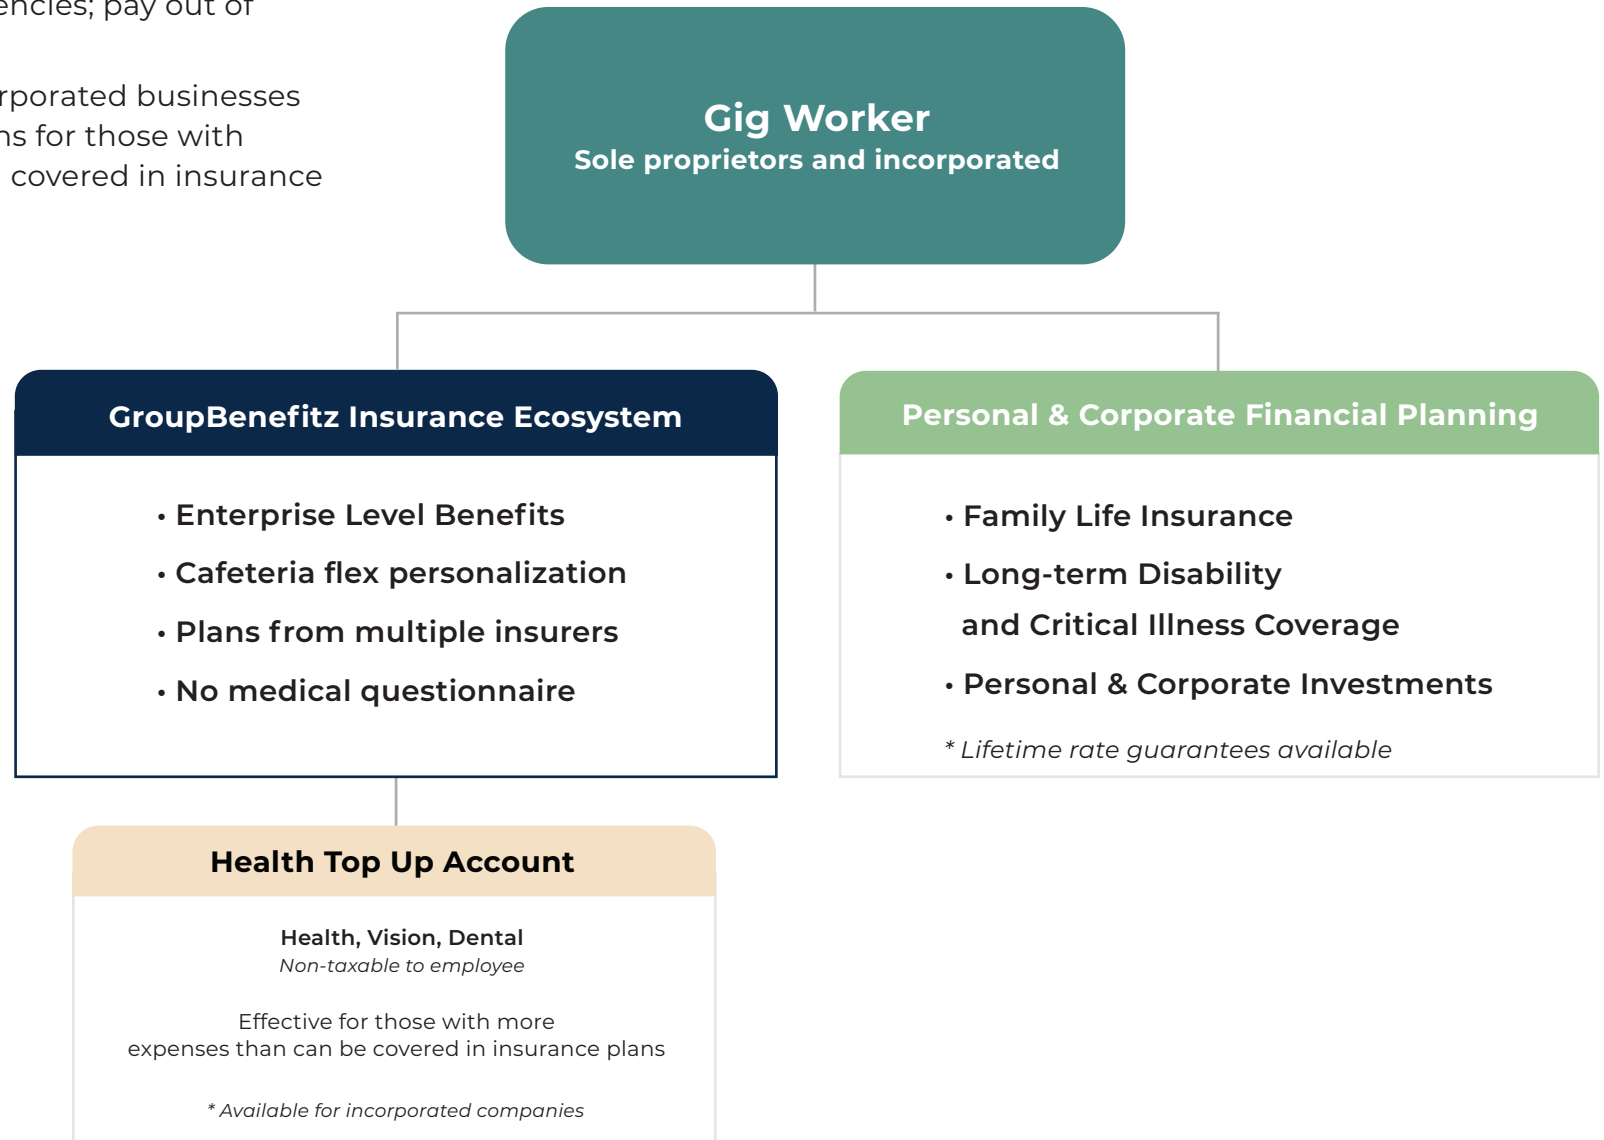 pay out of
businesses
for those with
covered in insurance
Gig Worker
Sole proprietors and incorporated
GroupBenefitz Insurance Ecosystem
• Enterprise Level Benefits
• Cafeteria flex personalization
• Plans from multiple insurers
• No medical questionnaire
Personal & Corporate Financial Planning
• Family Life Insurance
• Long-term Disability
and Critical Illness Coverage
• Personal & Corporate Investments
* Lifetime rate guarantees available
Health Top Up Account
Health, Vision, Dental
Non-taxable to employee
Effective for those with more
expenses than can be covered in insurance plans
* Available for incorporated companies